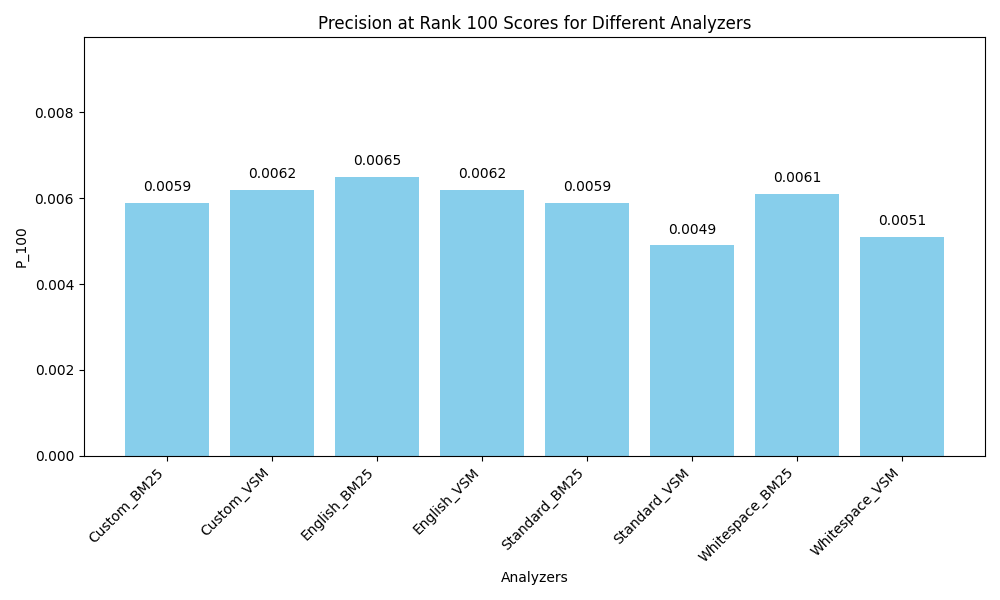 Precision at Rank 100 Scores for Different Analyzers
P_100
0.008
0.006
0.004
0.002
0.000
0.0059
0.0062
0.0065
0.0062
0.0059
0.0049
0.0061
0.0051
Custom_BM25
Custom_VSM
English_BM25
English_VSM
Standard_BM25
Standard_VSM
Whitespace_BM25
Whitespace_VSM
Analyzers